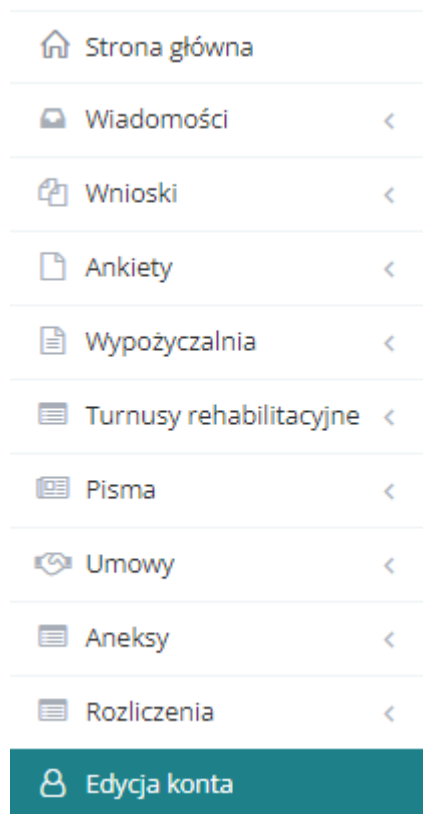 Strona główna
Wiadomości
Wnioski
Ankiety
Wypożyczalnia
Turnusy rehabilitacyjne
Pisma
Umowy
Aneksy
Rozliczenia
Edycja konta